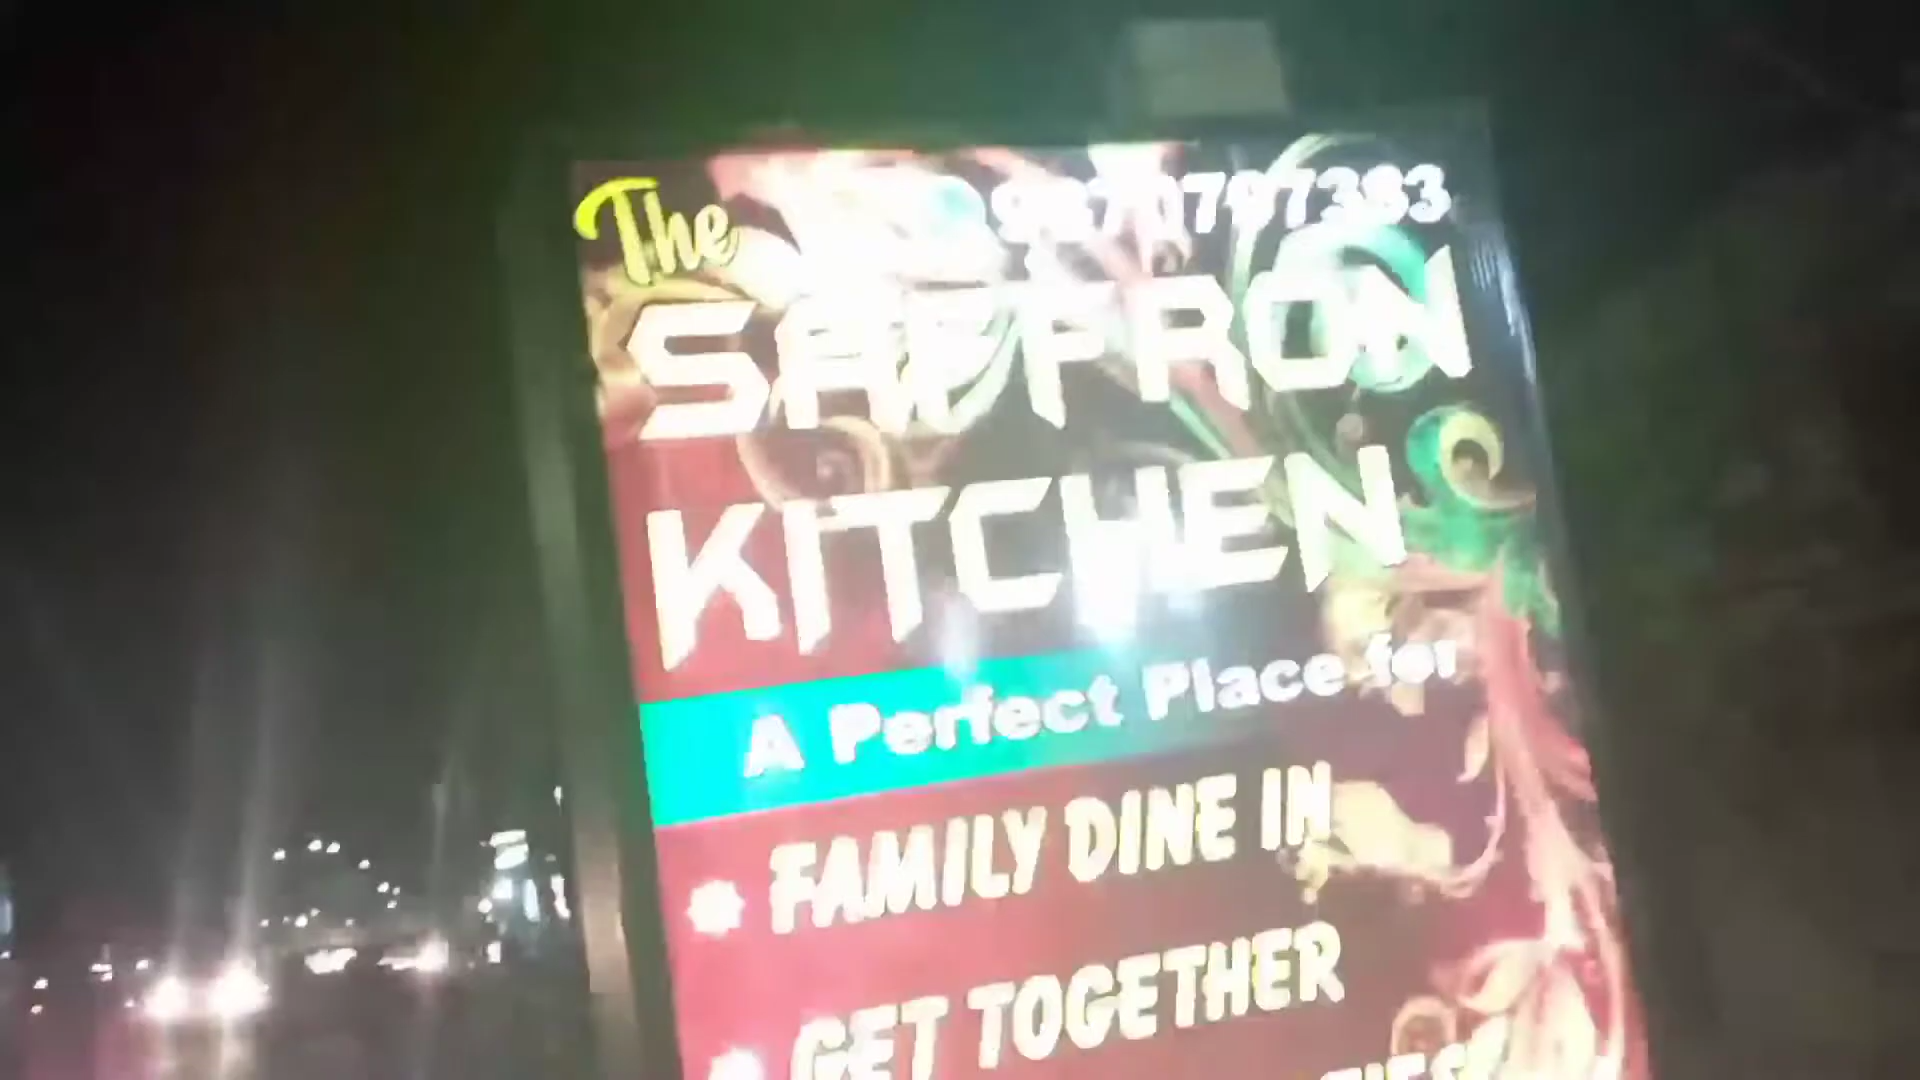 The
SAFFRON
KITCHEN
A Perfect Place for
FAMILY DINE IN
GET TOGETHER